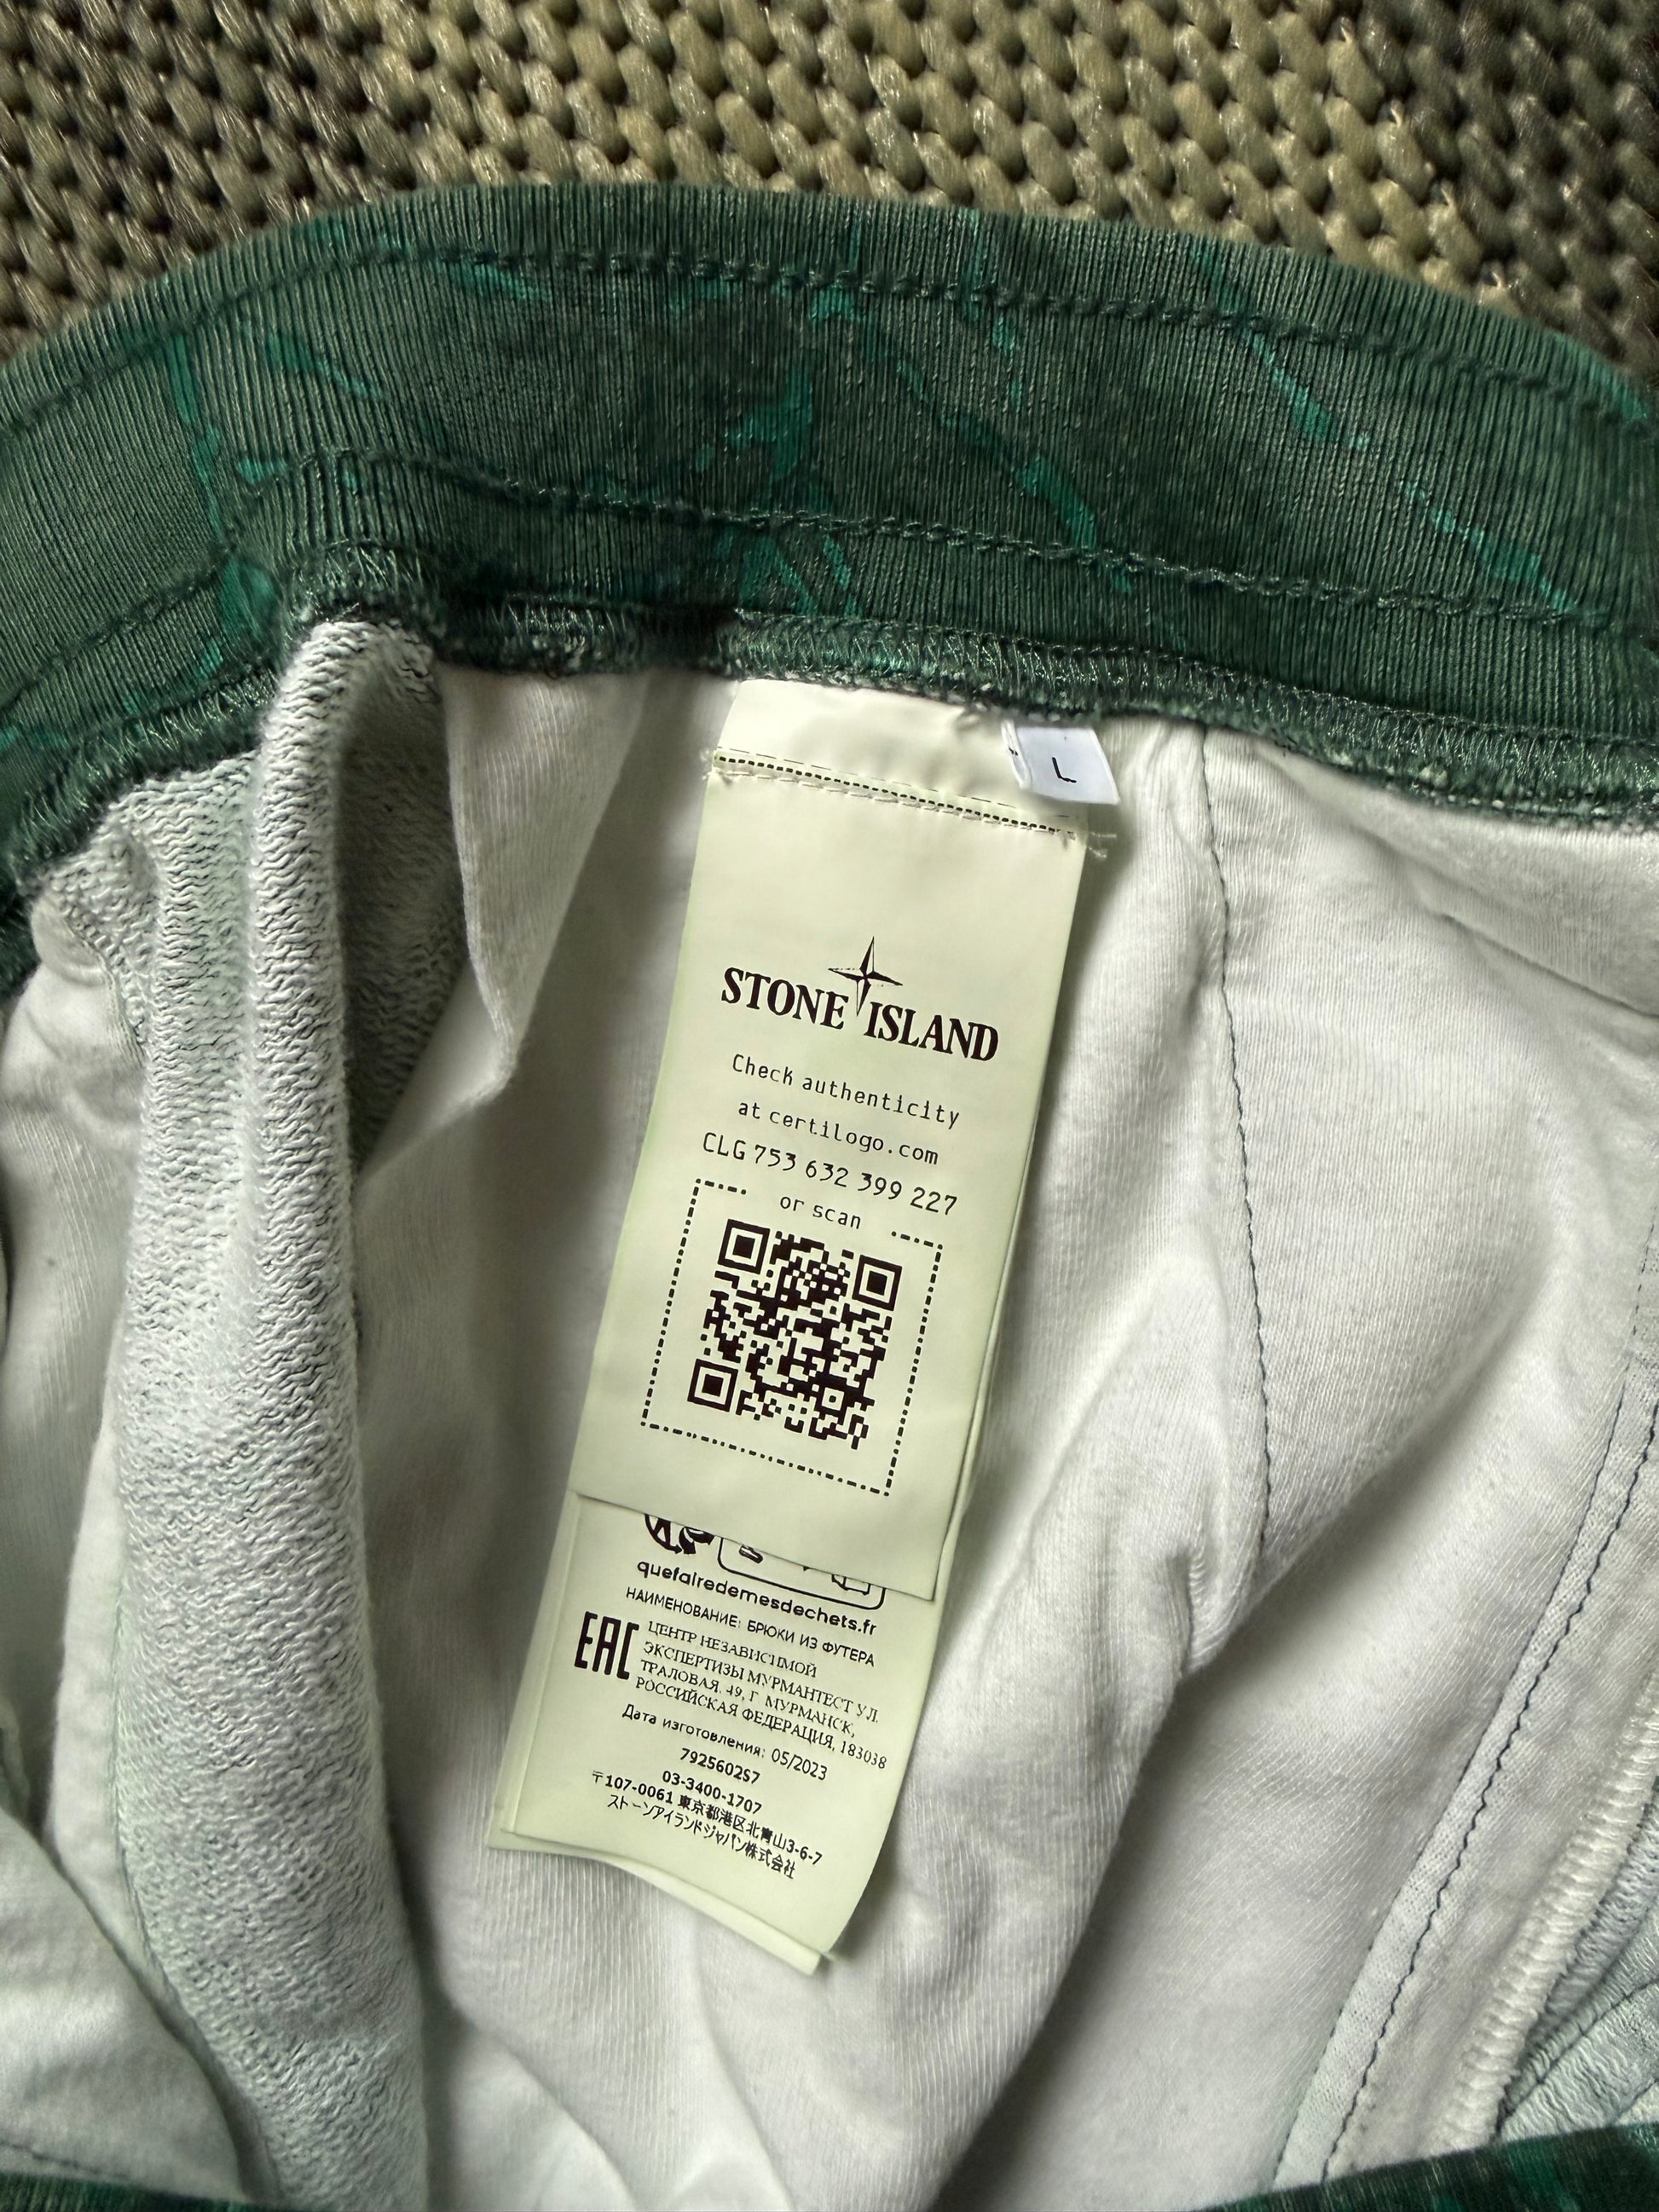 L
STONE ISLAND
Check authenticity
at certilogo.com
CLG 753 632 399 227
or scan
quefairedemesdechets.fr
НАИМЕНОВАНИЕ: БРЮКИ ИЗ ФУТЕРА
EAC
ЦЕНТР НЕЗАВИСИМОЙ
ЭКСПЕРТИЗЫ МУРМАНТЕСТ УЛ.
ТРАЛОВАЯ, 49, Г. МУРМАНСК,
РОССИЙСКАЯ ФЕДЕРАЦИЯ, 183038
Дата изготовления: 05/2023
7925602S7
03-3400-1707
〒107-0061 東京都港区北青山3-6-7
ストーンアイランドジャパン株式会社